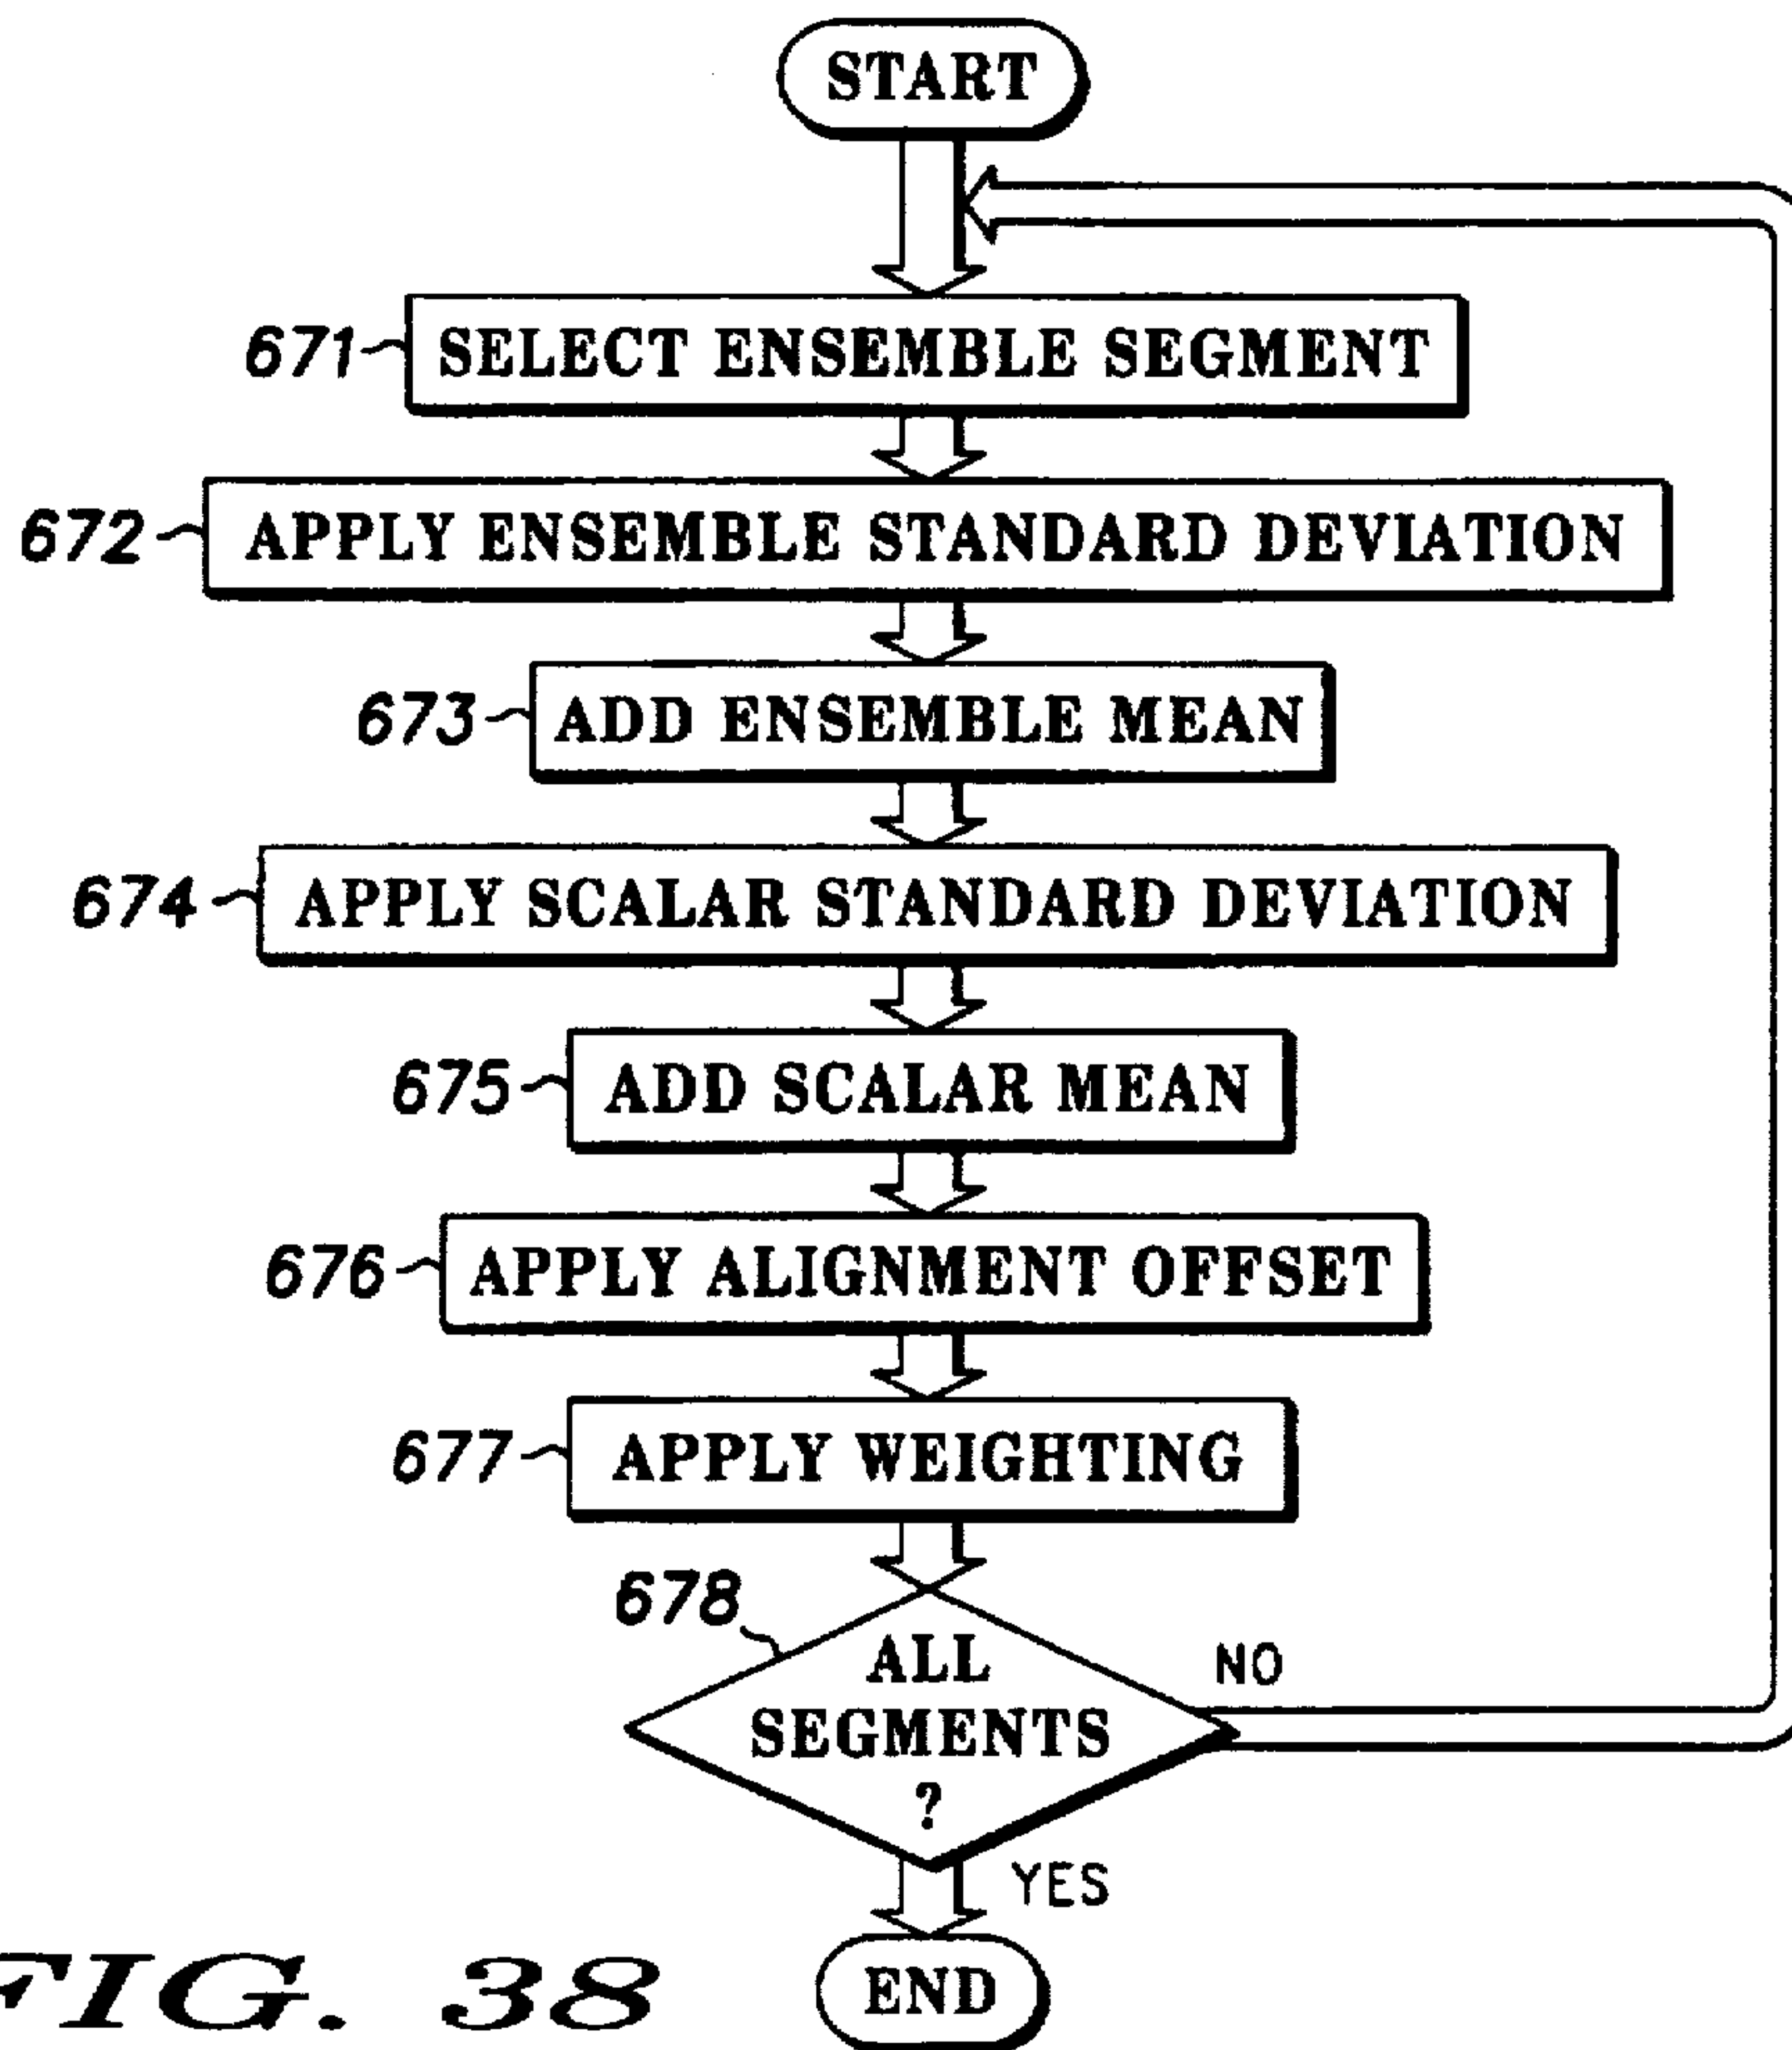 START
671 SELECT ENSEMBLE SEGMENT
672 APPLY ENSEMBLE STANDARD DEVIATION
673 ADD ENSEMBLE MEAN
674 APPLY SCALAR STANDARD DEVIATION
675 ADD SCALAR MEAN
676 APPLY ALIGNMENT OFFSET
677 APPLY WEIGHTING
678
ALL
SEGMENTS
?
NO
YES
END
FIG. 38